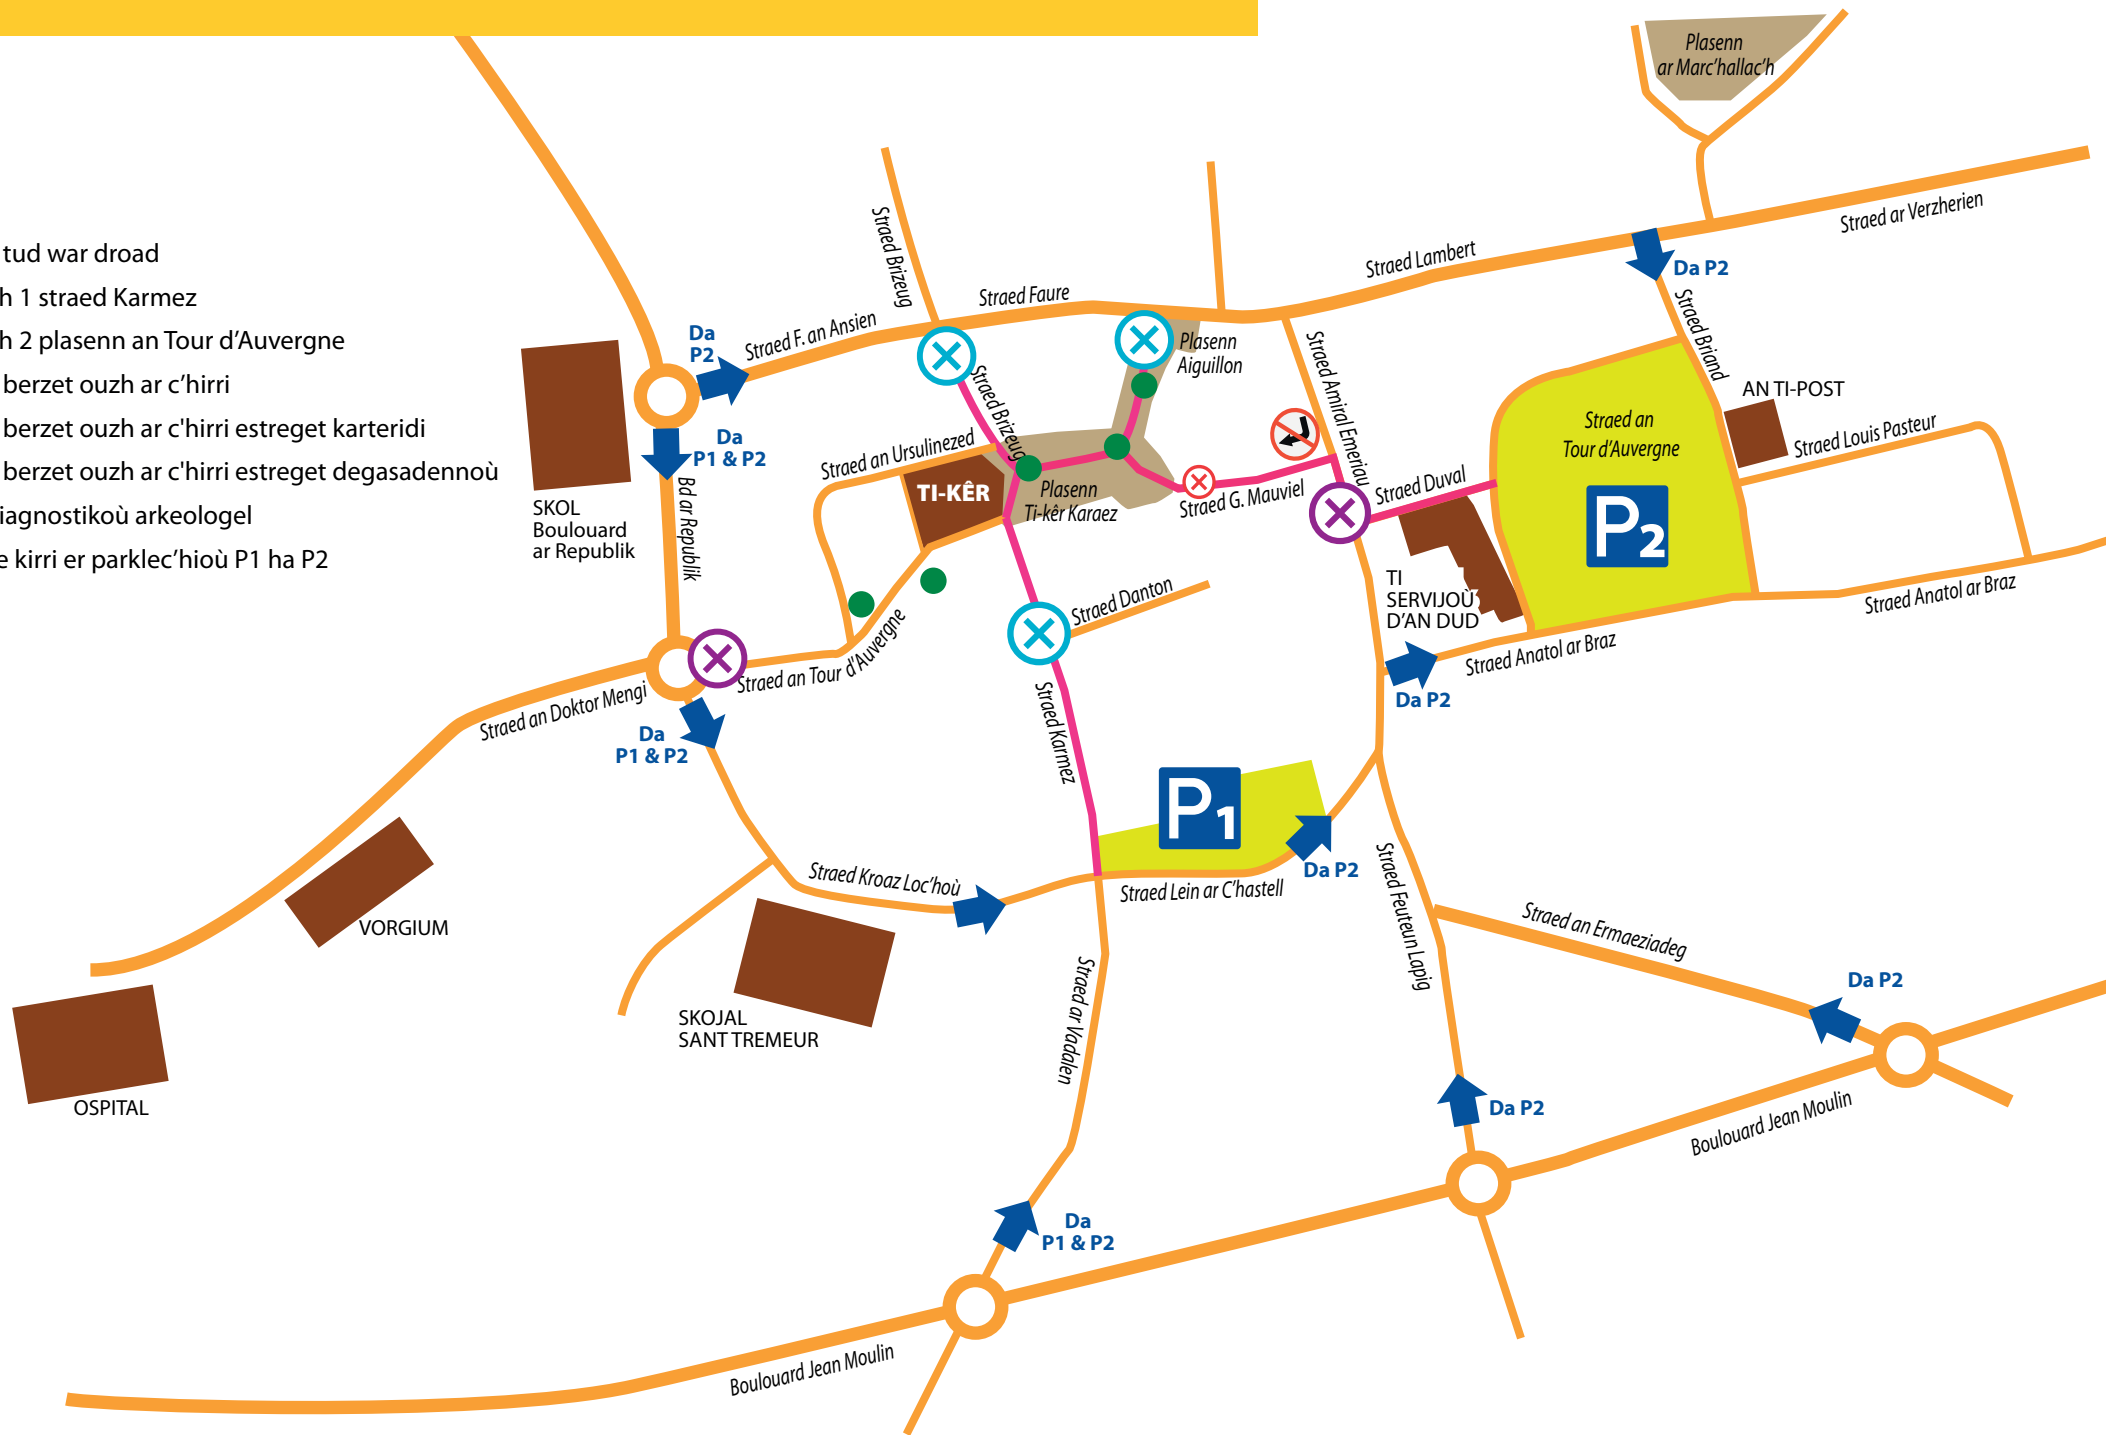 tud war droad
h 1 straed Karmez
h 2 plasenn an Tour d'Auvergne
berzet ouzh ar c'hirri
berzet ouzh ar c'hirri estreget karteridi
berzet ouzh ar c'hirri estreget degasadennoù
iagnostikoù arkeologel
e kirri er parklec'hioù P1 ha P2
Plasenn
ar Marc'hallac'h
Straed ar Verzherien
Straed Lambert
Da P2
Straed Briand
Straed Brizeug
Straed Faure
Straed F. an Ansien
Da
P2
Plasenn
Aiguillon
Straed Amiral Emeriau
Straed Brizeug
AN TI-POST
Straed an
Tour d'Auvergne
P2
Straed Louis Pasteur
Da
P1 & P2
Straed an Ursulinezed
TI-KÊR
Plasenn
Ti-kêr Karaez
Straed G. Mauviel
Straed Duval
SKOL
Boulouard
ar Republik
Bd ar Republik
TI
SERVIJOÙ
D'AN DUD
Straed Danton
Straed Anatol ar Braz
Straed Anatol ar Braz
Straed an Tour d'Auvergne
Straed an Doktor Mengi
Da P2
Da
P1 & P2
Straed Karmez
P1
Da P2
Straed Kroaz Loc'hoù
Straed Lein ar C'hastell
Straed Feuteun Lapig
VORGIUM
Straed an Ermaeziadeg
Da P2
SKOJAL
SANT TREMEUR
Straed ar Vadalen
OSPITAL
Da P2
Boulouard Jean Moulin
Da
P1 & P2
Boulouard Jean Moulin